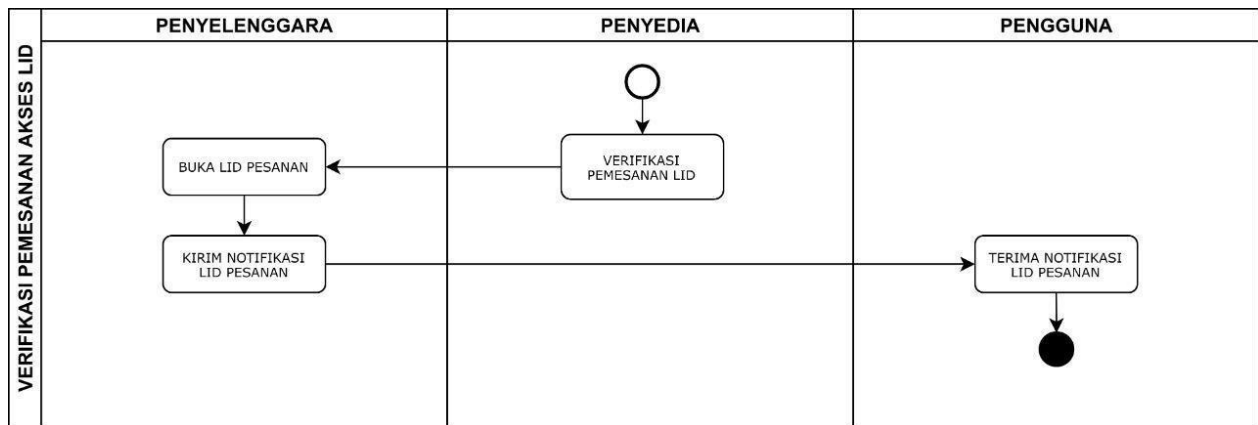 VERIFIKASI PEMESANAN AKSES LID
PENYELENGGARA
PENYEDIA
PENGGUNA
VERIFIKASI
PEMESANAN LID
BUKA LID PESANAN
KIRIM NOTIFIKASI
LID PESANAN
TERIMA NOTIFIKASI
LID PESANAN